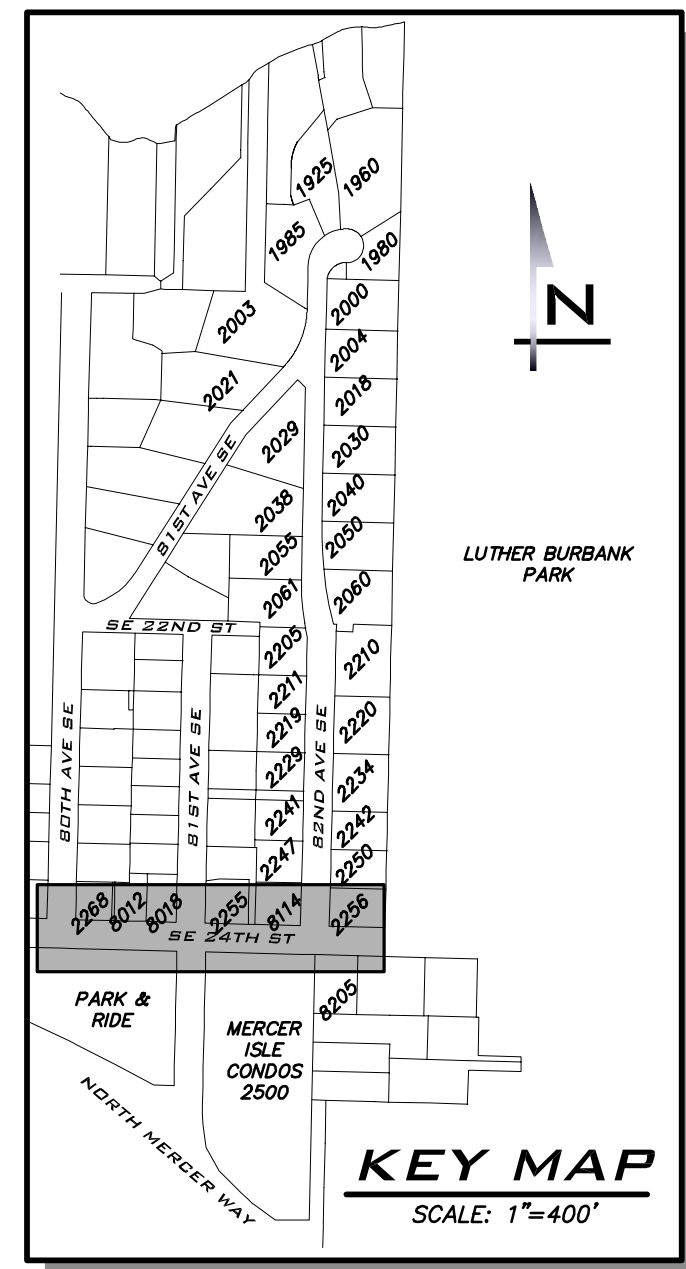 1925
1960
1985
1980
2003
2000
2004
2021
2018
2029
2030
81ST AVE SE
2038
2040
2055
2050
LUTHER BURBANK
PARK
2061
2060
SE 22ND ST
2205
2210
2211
2219
2220
80TH AVE SE
81ST AVE SE
82ND AVE SE
2229
2234
2241
2242
2247
2250
2268
8012
8018
2255
8114
2256
SE 24TH ST
PARK &
RIDE
8205
MERCER
ISLE
CONDOS
2500
NORTH MERCER WAY
N
KEY MAP
SCALE: 1"=400'